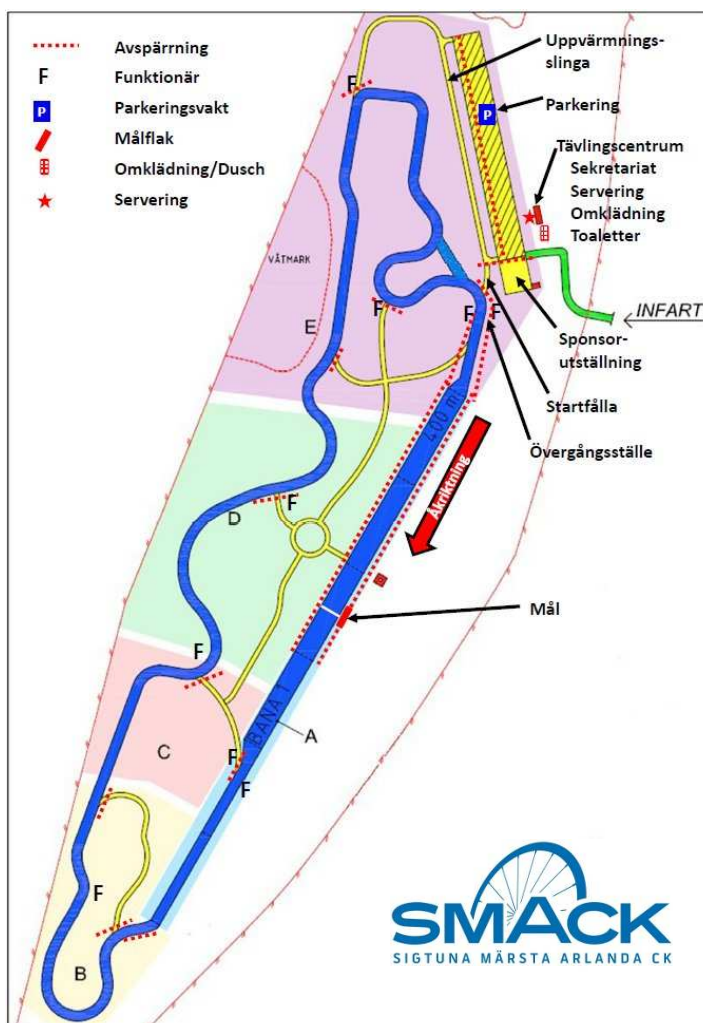 Avspärrning
F Funktionär
P Parkeringsvakt
Målflak
Omklädning/Dusch
Servering
Uppvärmnings-
slinga
Parkering
P
Tävlingscentrum
Sekretariat
Servering
Omklädning
Toaletter
INFART
Sponsor-
utställning
Startfålla
Övergångsställe
Åkriktning
Mål
F
VÅTMARK
F
F
F
E
400 m
F
D
F
BANA 1
A
C
F
F
F
B
SMACK
SIGTUNA MÄRSTA ARLANDA CK